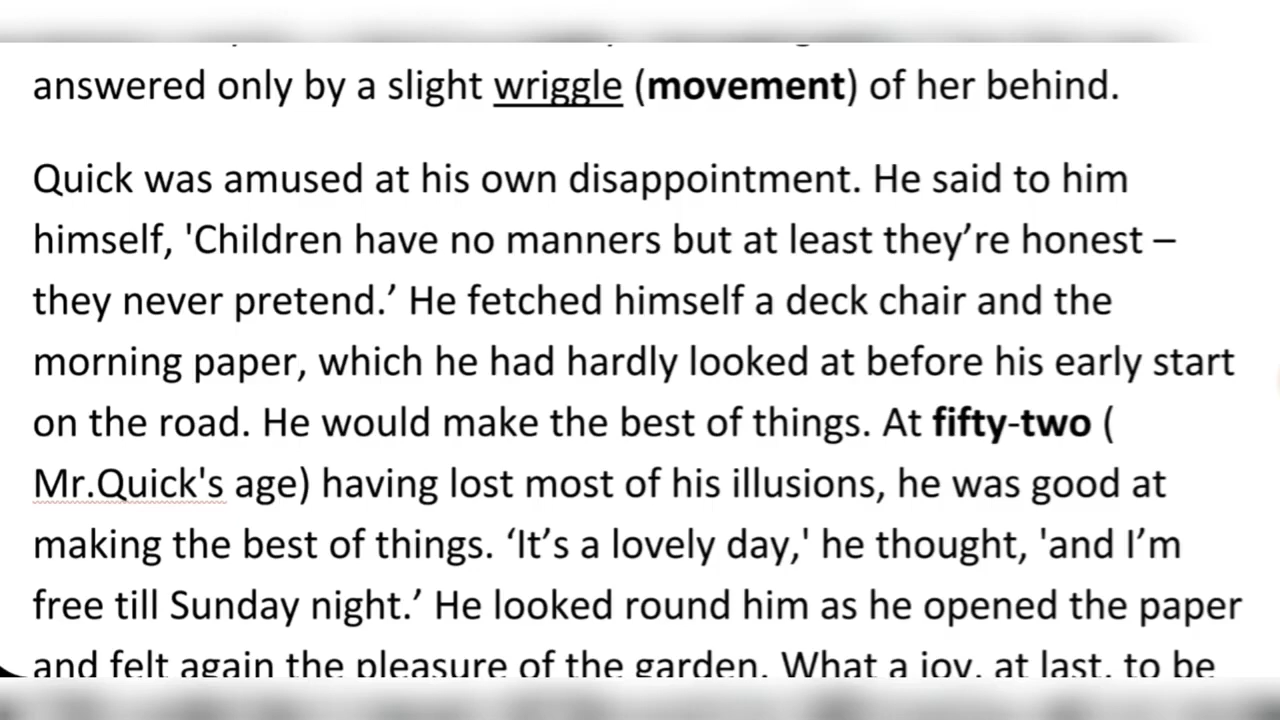 answered only by a slight wriggle (movement) of her behind.
Quick was amused at his own disappointment. He said to him
himself, 'Children have no manners but at least they’re honest –
they never pretend.’ He fetched himself a deck chair and the
morning paper, which he had hardly looked at before his early start
on the road. He would make the best of things. At fifty-two (
Mr.Quick's age) having lost most of his illusions, he was good at
making the best of things. ‘It’s a lovely day,' he thought, 'and I’m
free till Sunday night.’ He looked round him as he opened the paper
and felt again the pleasure of the garden. What a joy, at last, to be